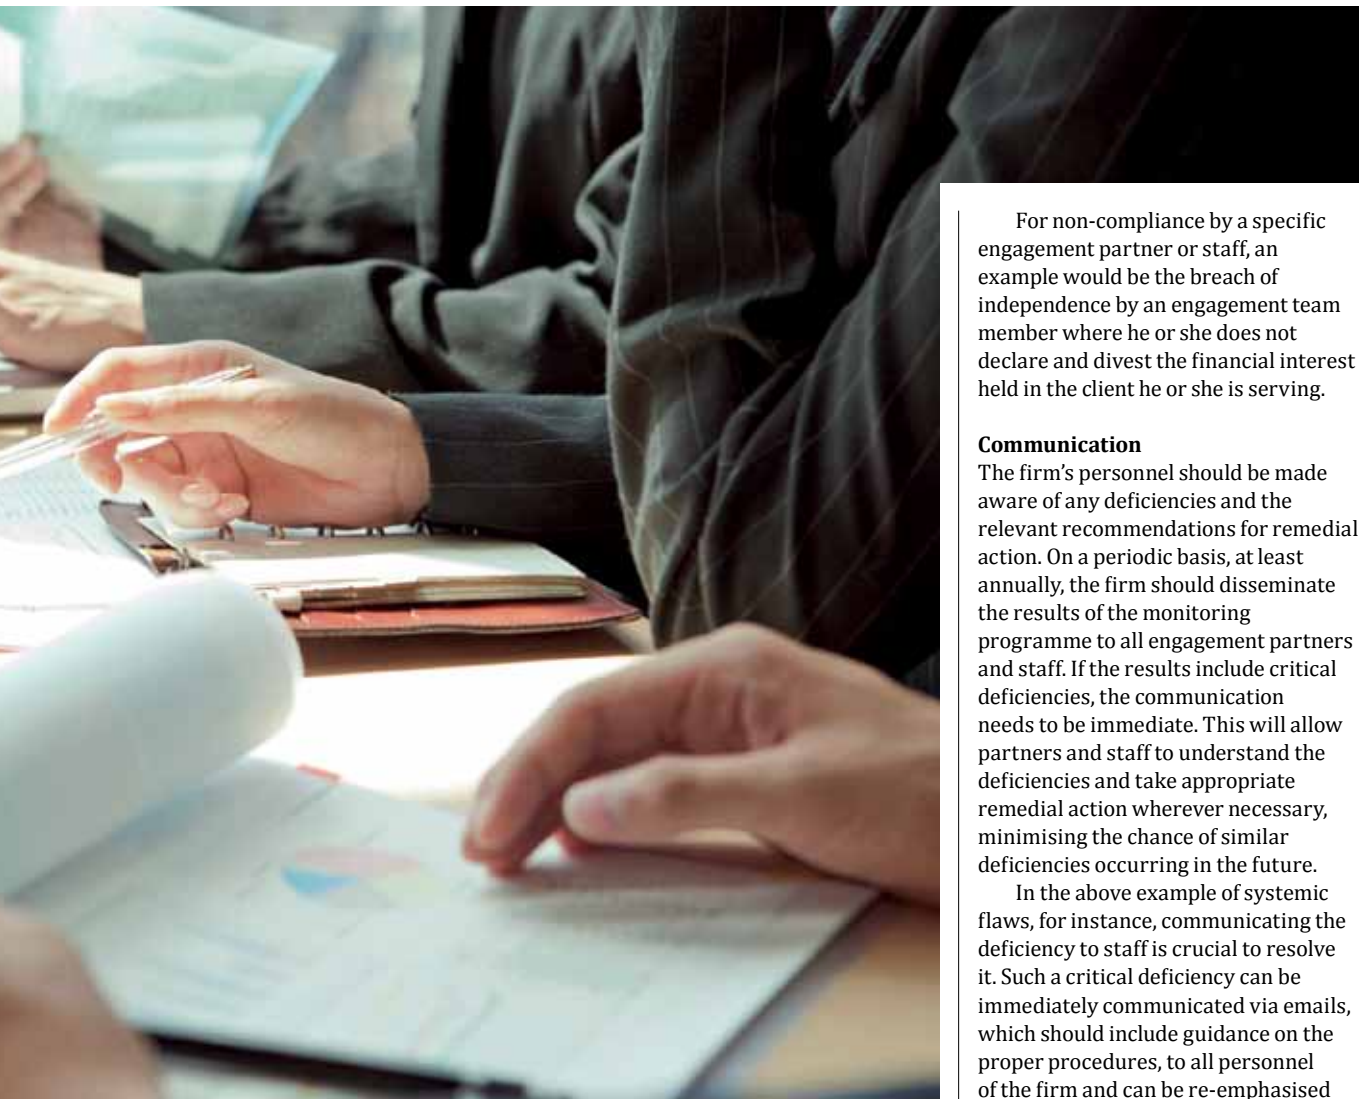 For non-compliance by a specific
engagement partner or staff, an
example would be the breach of
independence by an engagement team
member where he or she does not
declare and divest the financial interest
held in the client he or she is serving.
Communication
The firm's personnel should be made
aware of any deficiencies and the
relevant recommendations for remedial
action. On a periodic basis, at least
annually, the firm should disseminate
the results of the monitoring
programme to all engagement partners
and staff. If the results include critical
deficiencies, the communication
needs to be immediate. This will allow
partners and staff to understand the
deficiencies and take appropriate
remedial action wherever necessary,
minimising the chance of similar
deficiencies occurring in the future.
In the above example of systemic
flaws, for instance, communicating the
deficiency to staff is crucial to resolve
it. Such a critical deficiency can be
immediately communicated via emails,
which should include guidance on the
proper procedures, to all personnel
of the firm and can be re-emphasised